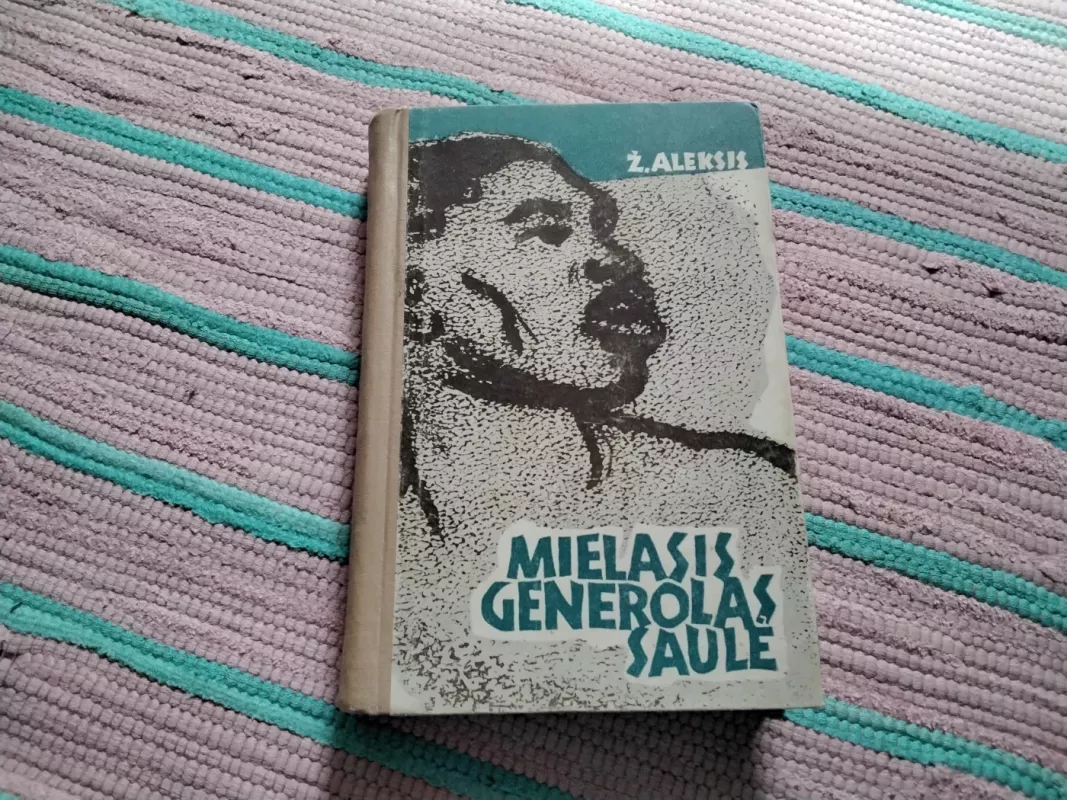 Ž. ALEKSIS
MIELASIS
GENEROLAS
SAULĖ